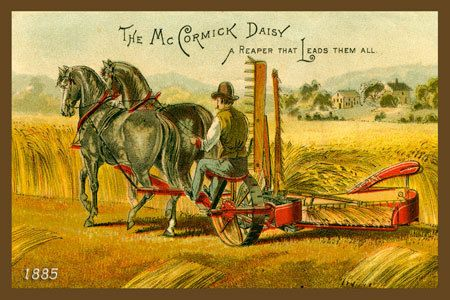 The McCormick Daisy
A Reaper that Leads them all.
1885